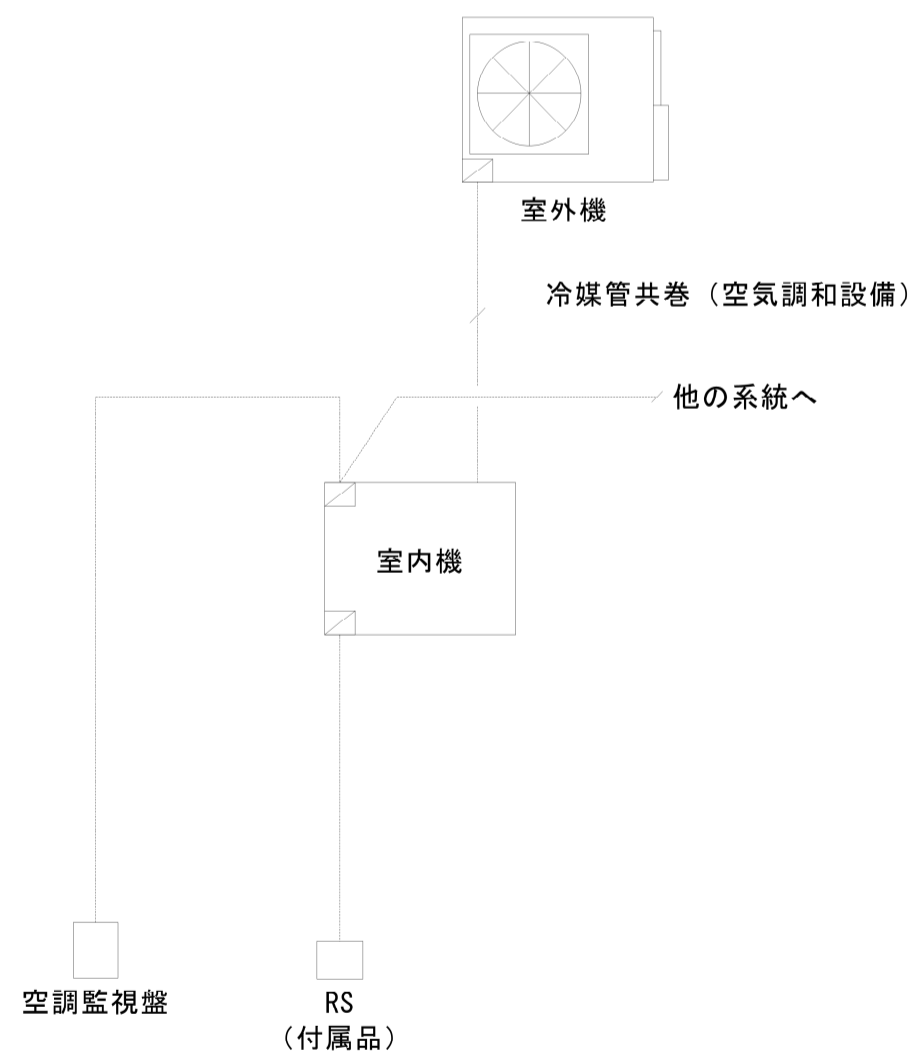 室外機
冷媒管共巻（空気調和設備）
他の系統へ
室内機
空調監視盤
RS
（付属品）